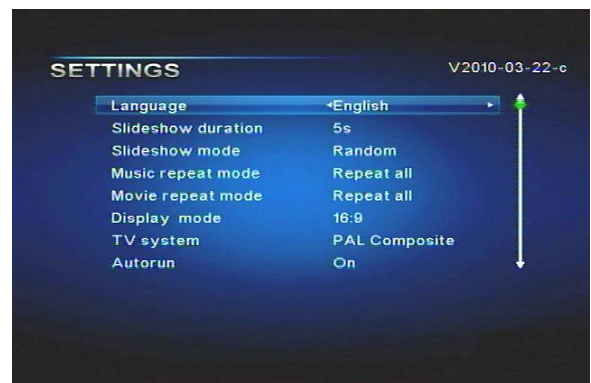 SETTINGS V2010-03-22-c
Language English
Slideshow duration 5s
Slideshow mode Random
Music repeat mode Repeat all
Movie repeat mode Repeat all
Display mode 16:9
TV system PAL Composite
Autorun On